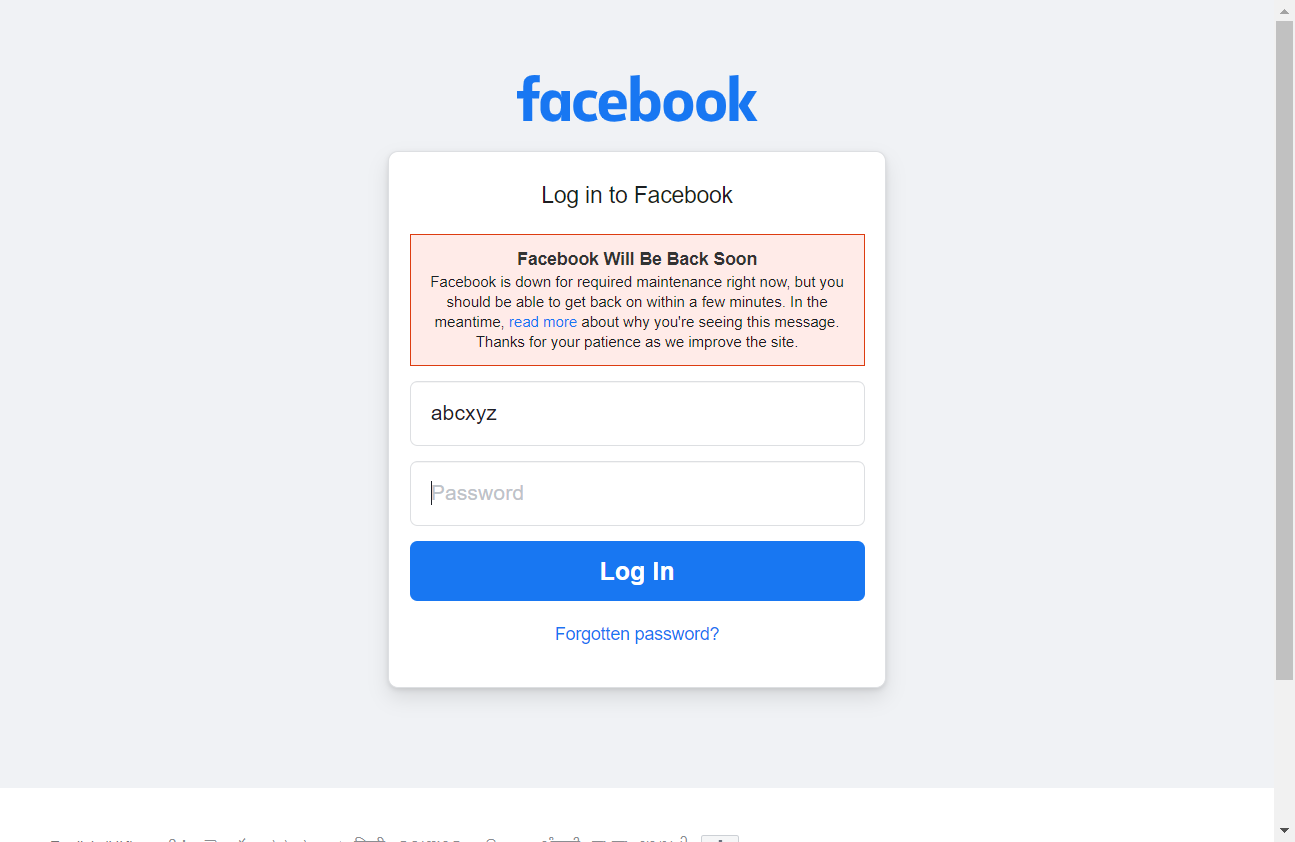 facebook
Log in to Facebook
Facebook Will Be Back Soon
Facebook is down for required maintenance right now, but you
should be able to get back on within a few minutes. In the
meantime, read more about why you're seeing this message.
Thanks for your patience as we improve the site.
abcxyz
Password
Log In
Forgotten password?